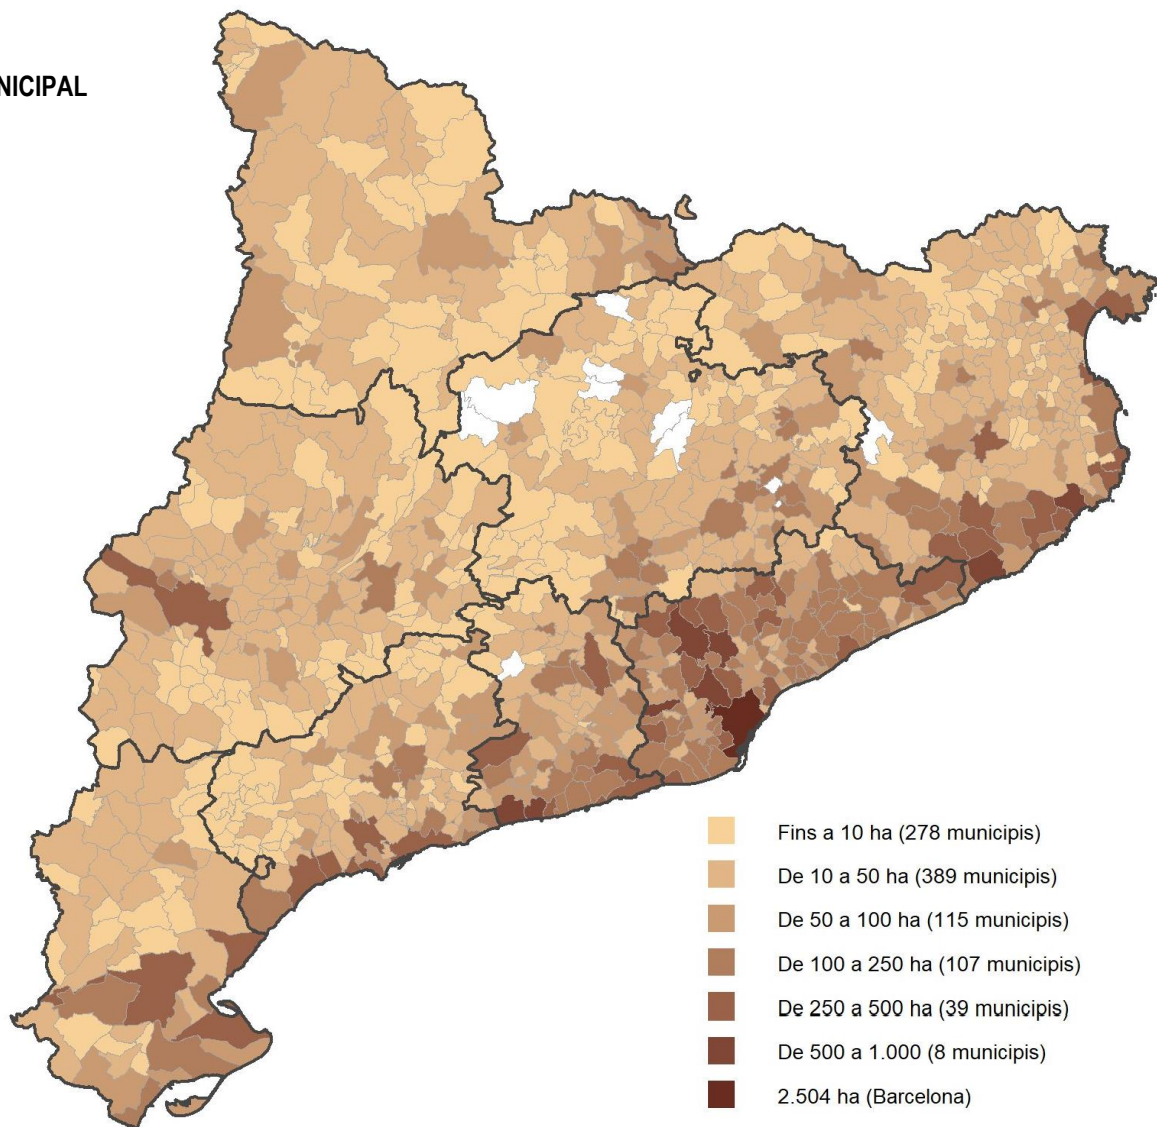 NICIPAL
Fins a 10 ha (278 municipis)
De 10 a 50 ha (389 municipis)
De 50 a 100 ha (115 municipis)
De 100 a 250 ha (107 municipis)
De 250 a 500 ha (39 municipis)
De 500 a 1.000 (8 municipis)
2.504 ha (Barcelona)